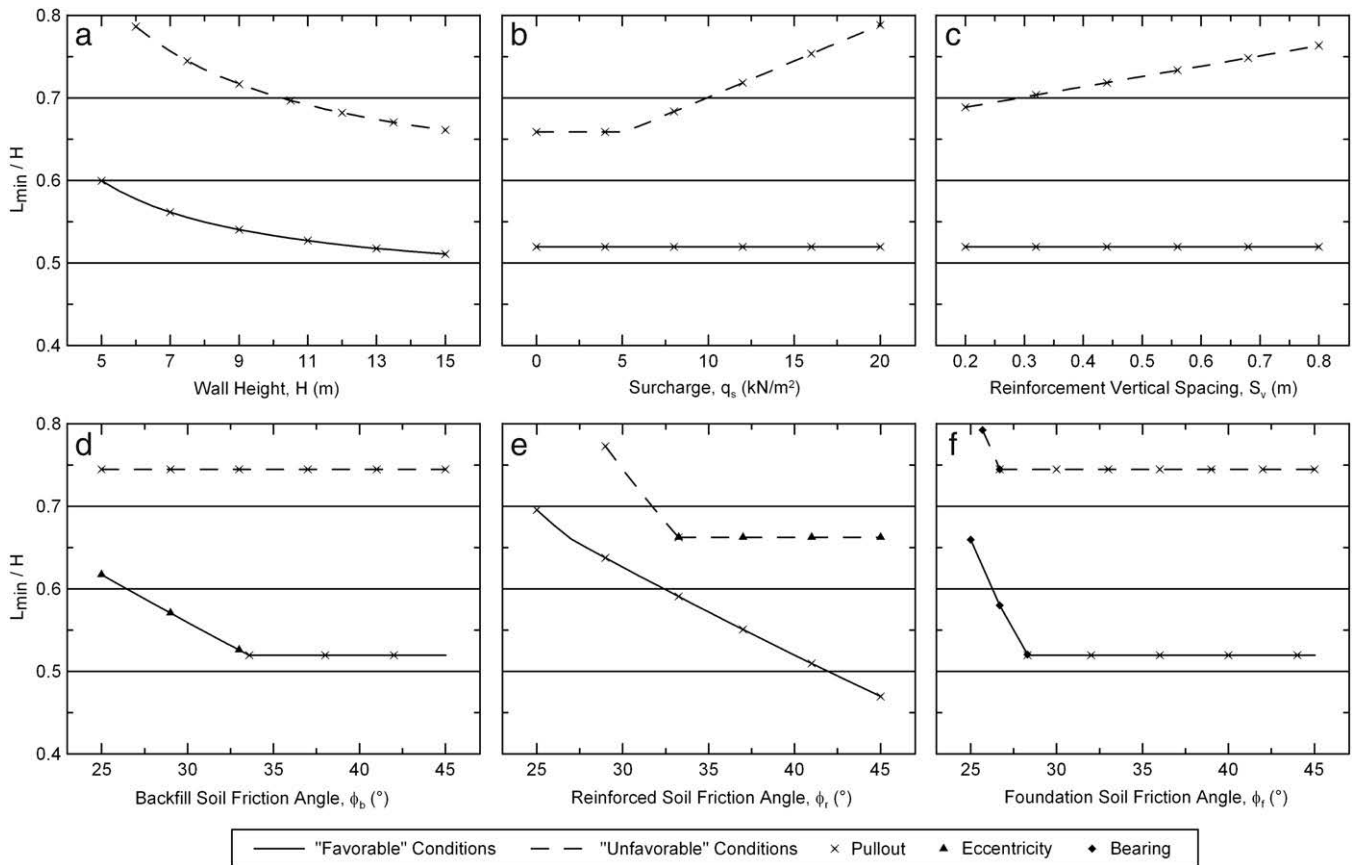 a
b
c
0.8
0.7
0.6
0.5
0.4
L_min / H
5 7 9 11 13 15
0 5 10 15 20
0.2 0.3 0.4 0.5 0.6 0.7 0.8
Wall Height, H (m)
Surcharge, q_s (kN/m²)
Reinforcement Vertical Spacing, S_v (m)
d
e
f
0.8
0.7
0.6
0.5
0.4
L_min / H
25 30 35 40 45
25 30 35 40 45
25 30 35 40 45
Backfill Soil Friction Angle, ϕ_b (°)
Reinforced Soil Friction Angle, ϕ_r (°)
Foundation Soil Friction Angle, ϕ_f (°)
"Favorable" Conditions "Unfavorable" Conditions Pullout Eccentricity Bearing